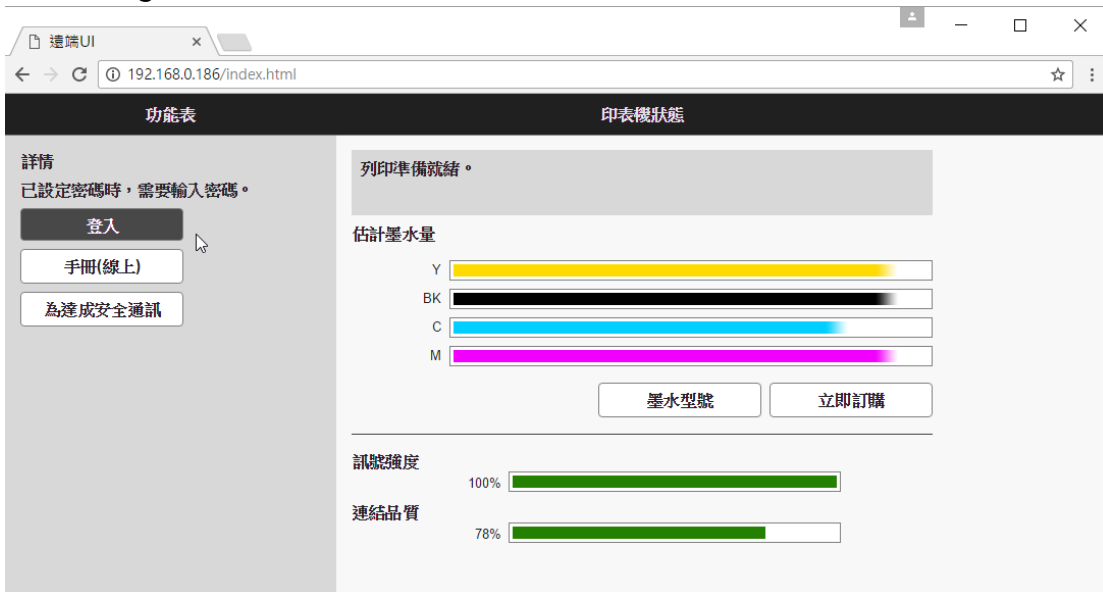 遠端UI
192.168.0.186/index.html
功能表
印表機狀態
詳情
已設定密碼時，需要輸入密碼。
登入
手冊(線上)
為達成安全通訊
列印準備就緒。
估計墨水量
Y
BK
C
M
墨水型號
立即訂購
訊號強度
100%
連結品質
78%